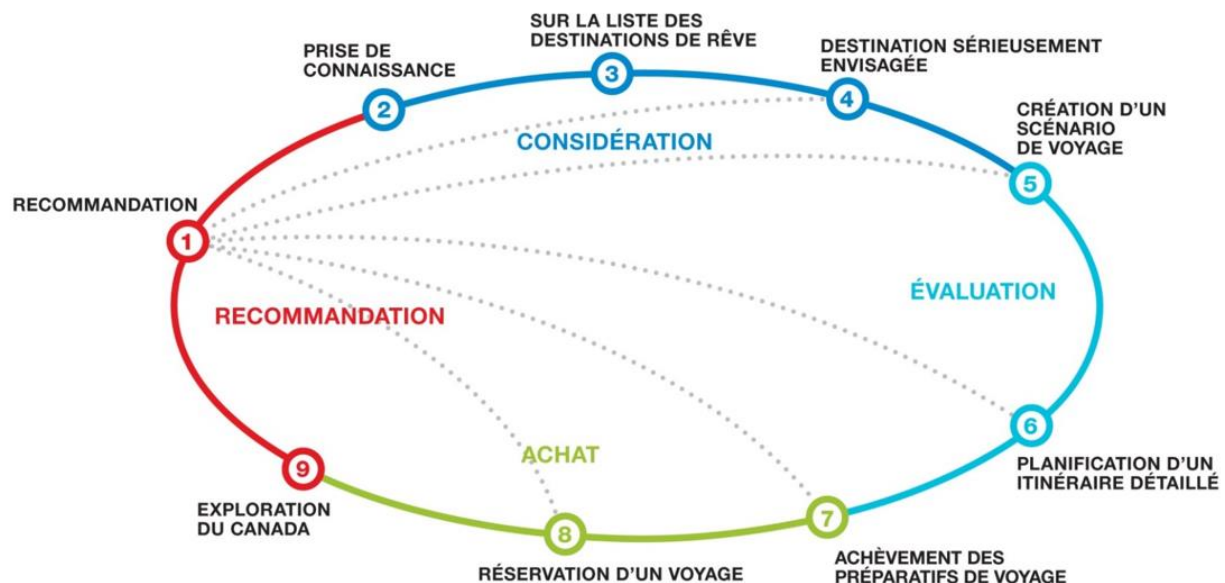 SUR LA LISTE DES
DESTINATIONS DE RÊVE
PRISE DE
CONNAISSANCE
DESTINATION SÉRIEUSEMENT
ENVISAGÉE
3
4
2
CRÉATION D'UN
SCÉNARIO
DE VOYAGE
CONSIDÉRATION
5
RECOMMANDATION
1
ÉVALUATION
RECOMMANDATION
6
ACHAT
PLANIFICATION D'UN
ITINÉRAIRE DÉTAILLÉ
9
EXPLORATION
DU CANADA
7
8
ACHÈVEMENT DES
PRÉPARATIFS DE VOYAGE
RÉSERVATION D'UN VOYAGE